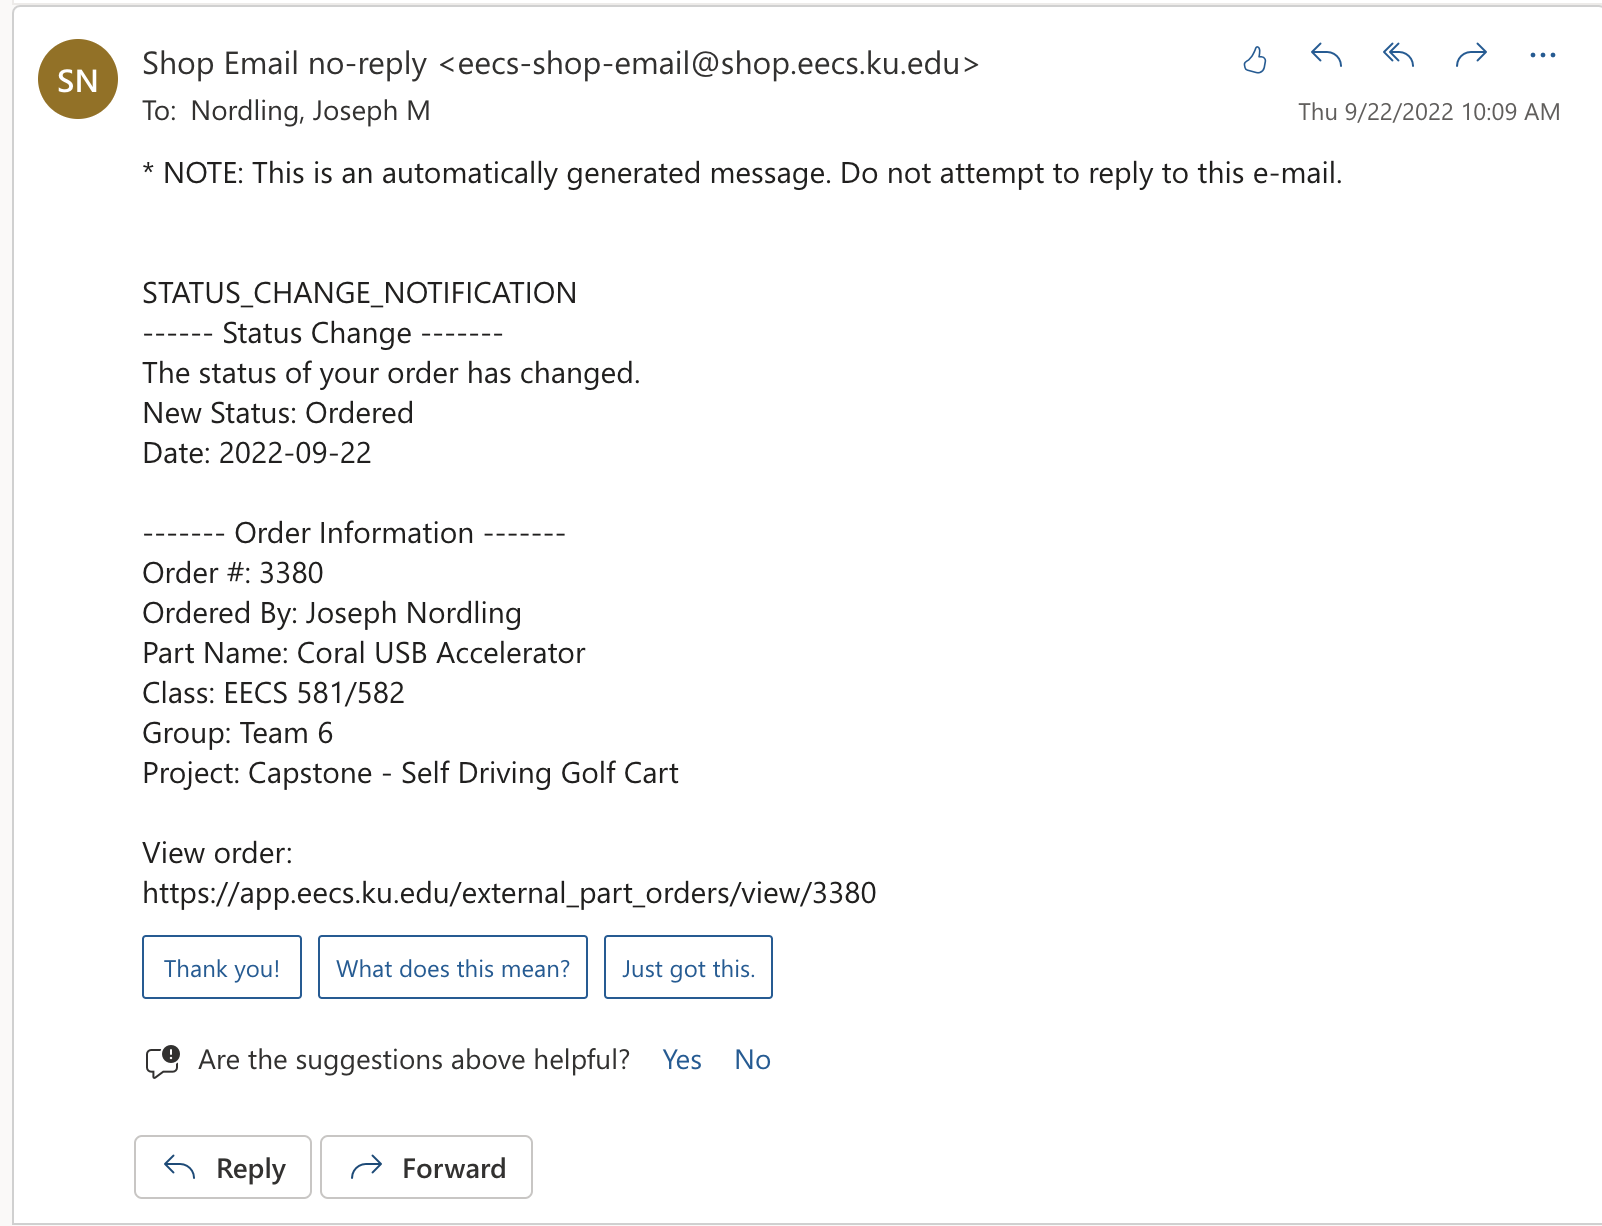 SN
Shop Email no-reply <eecs-shop-email@shop.eecs.ku.edu>
To: Nordling, Joseph M
Thu 9/22/2022 10:09 AM
* NOTE: This is an automatically generated message. Do not attempt to reply to this e-mail.
STATUS_CHANGE_NOTIFICATION
------ Status Change -------
The status of your order has changed.
New Status: Ordered
Date: 2022-09-22
------- Order Information -------
Order #: 3380
Ordered By: Joseph Nordling
Part Name: Coral USB Accelerator
Class: EECS 581/582
Group: Team 6
Project: Capstone - Self Driving Golf Cart
View order:
https://app.eecs.ku.edu/external_part_orders/view/3380
Thank you! What does this mean? Just got this.
Are the suggestions above helpful? Yes No
Reply Forward